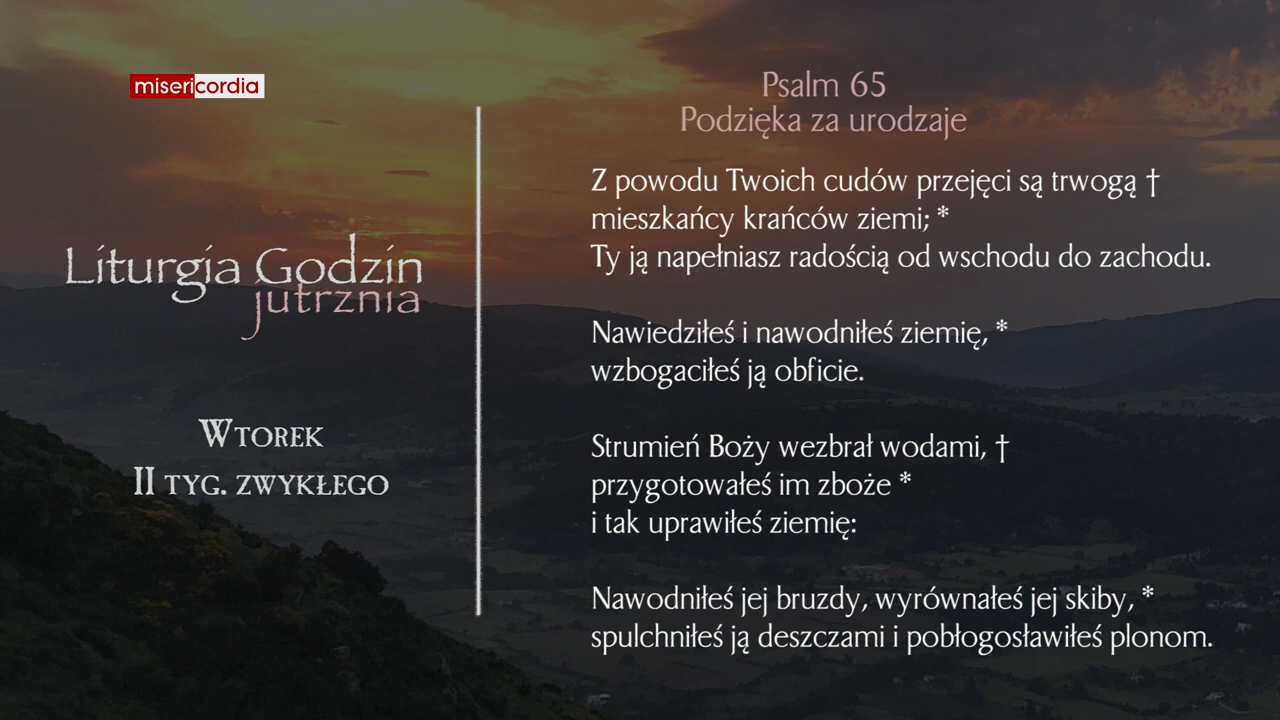 misericordia
Liturgia Godzin
jutrznia
Wtorek
II tyg. zwykłego
Psalm 65
Podzięka za urodzaje
Z powodu Twoich cudów przejęci są trwogą †
mieszkańcy krańców ziemi; *
Ty ją napełniasz radością od wschodu do zachodu.
Nawiedziłeś i nawodniłeś ziemię, *
wzbogaciłeś ją obficie.
Strumień Boży wezbrał wodami, †
przygotowałeś im zboże *
i tak uprawiłeś ziemię:
Nawodniłeś jej bruzdy, wyrównałeś jej skiby, *
spulchniłeś ją deszczami i pobłogosławiłeś plonom.